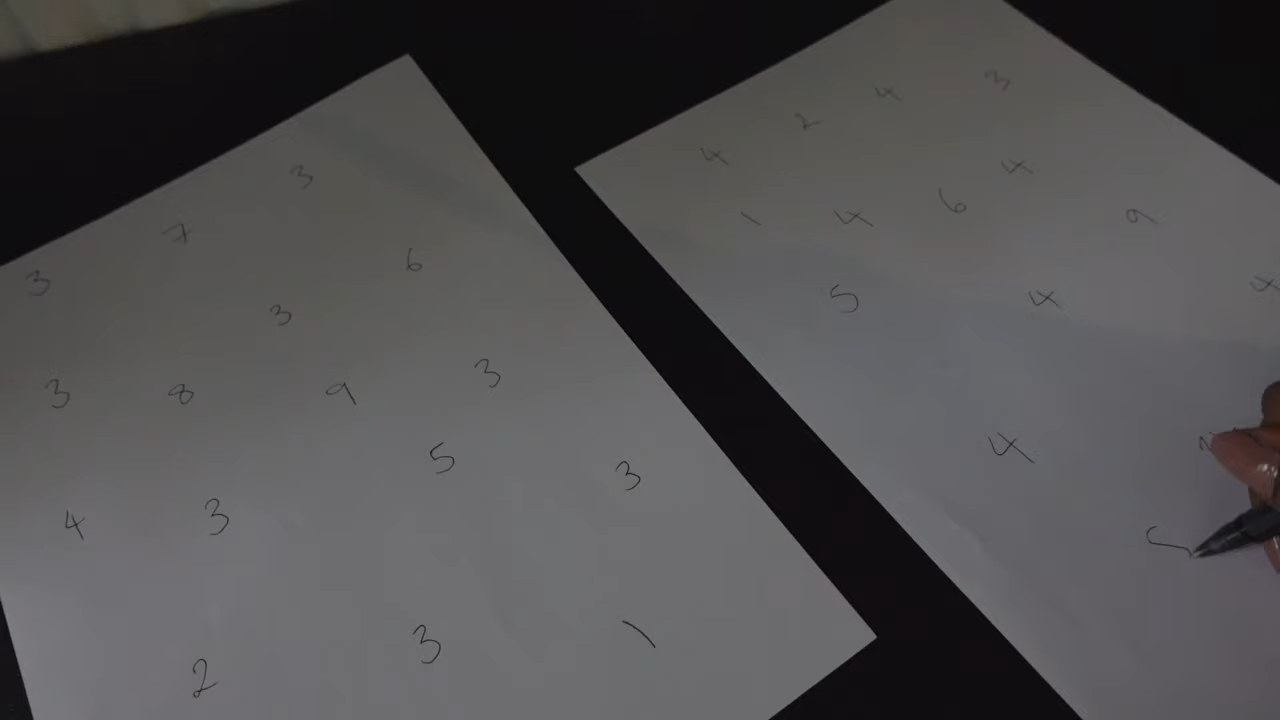 3 7 3
3 6
3 8 9 3
4 3 5 3
2 3 1
4 2 4 3
1 4 6 4 9
5 4 4
4